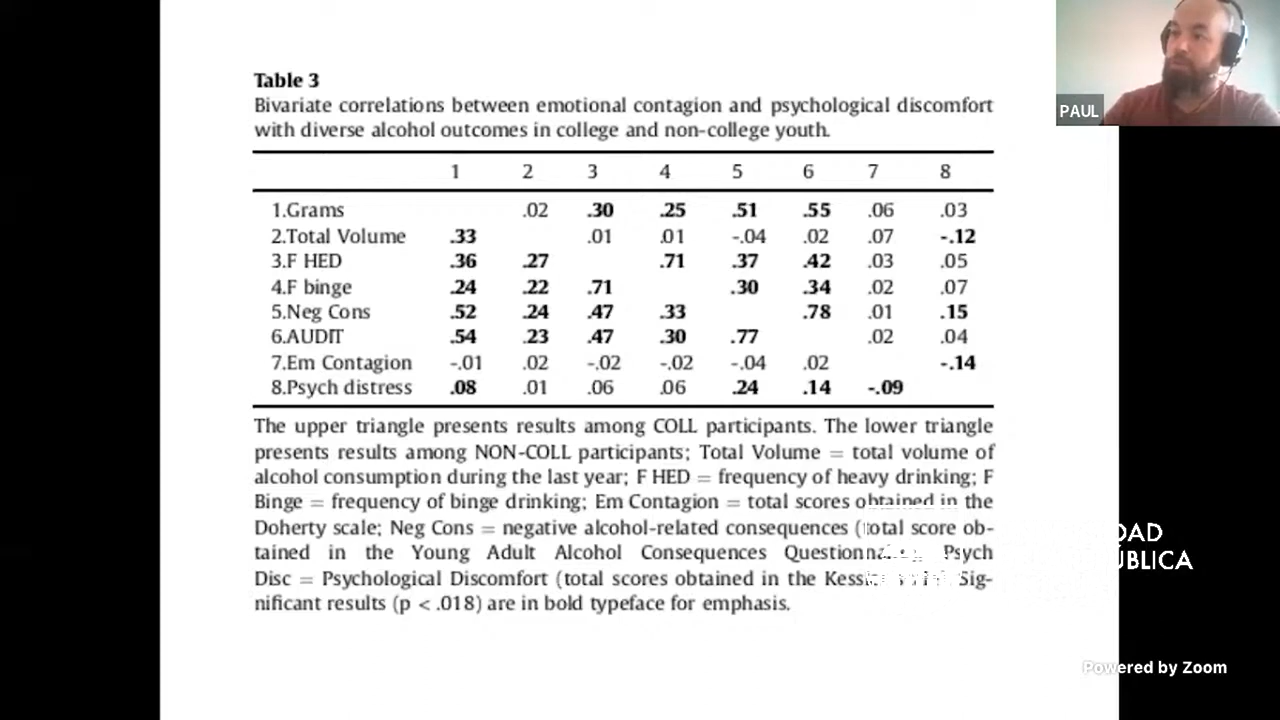 Table 3
Bivariate correlations between emotional contagion and psychological discomfort
with diverse alcohol outcomes in college and non-college youth.
1 2 3 4 5 6 7 8
1.Grams .02 .30 .25 .51 .55 .06 .03
2.Total Volume .33 .01 .01 -.04 .02 .07 -.12
3.F HED .36 .27 .71 .37 .42 .03 .05
4.F binge .24 .22 .71 .30 .34 .02 .07
5.Neg Cons .52 .24 .47 .33 .78 .01 .15
6.AUDIT .54 .23 .47 .30 .77 .02 .04
7.Em Contagion -.01 .02 -.02 -.02 -.04 .02 -.14
8.Psych distress .08 .01 .06 .06 .24 .14 -.09
The upper triangle presents results among COLL participants. The lower triangle
presents results among NON-COLL participants; Total Volume = total volume of
alcohol consumption during the last year; F HED = frequency of heavy drinking; F
Binge = frequency of binge drinking; Em Contagion = total scores obtained in the
Doherty scale; Neg Cons = negative alcohol-related consequences (total score ob-
tained in the Young Adult Alcohol Consequences Psych
Disc = Psychological Discomfort (total scores obtained in the Sig-
nificant results (p < .018) are in bold typeface for emphasis.
PAUL
Powered by Zoom